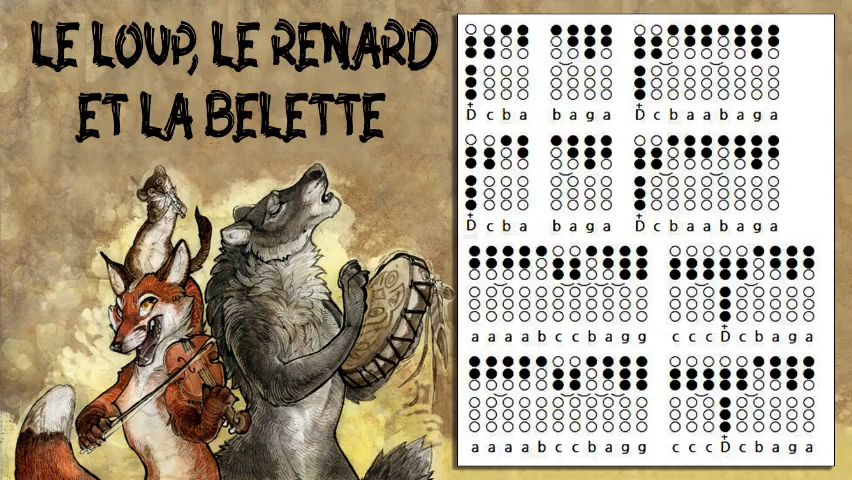 LE LOUP, LE RENARD
ET LA BELETTE
+
D c b a b a g a D c b a a b a g a
+
D c b a b a g a D c b a a b a g a
a a a a b c c b a g g c c c D c b a g a
a a a a b c c b a g g c c c D c b a g a